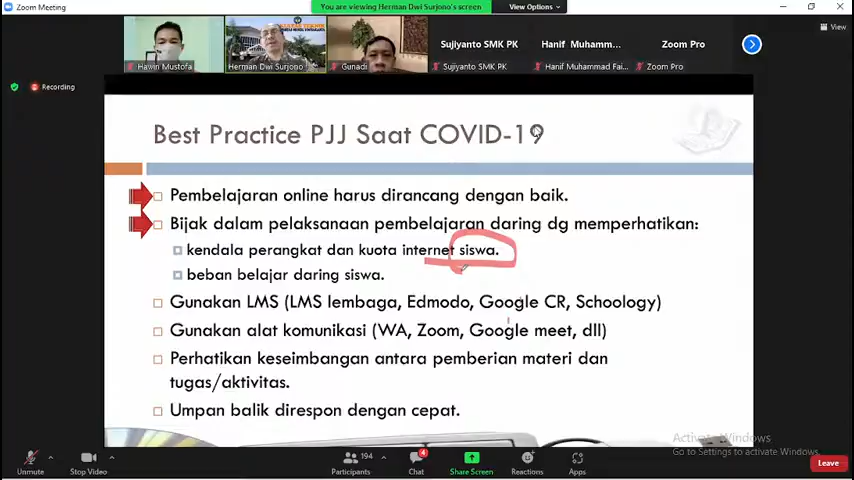 Zoom Meeting
You are viewing Herman Dwi Surjono's screen
View Options
View
Hawin Mustofa
Herman Dwi Surjono
Gunadi
Sujiyanto SMK PK
Sujiyanto SMK PK
Hanif Muhamm...
Hanif Muhammad Fai...
Zoom Pro
Zoom Pro
Recording
Best Practice PJJ Saat COVID-19
Pembelajaran online harus dirancang dengan baik.
Bijak dalam pelaksanaan pembelajaran daring dg memperhatikan:
kendala perangkat dan kuota internet siswa.
beban belajar daring siswa.
Gunakan LMS (LMS lembaga, Edmodo, Google CR, Schoology)
Gunakan alat komunikasi (WA, Zoom, Google meet, dll)
Perhatikan keseimbangan antara pemberian materi dan
tugas/aktivitas.
Umpan balik direspon dengan cepat.
Activate Windows
Go to Settings to activate Windows.
Unmute
Stop Video
194
Participants
4
Chat
Share Screen
Reactions
Apps
Leave